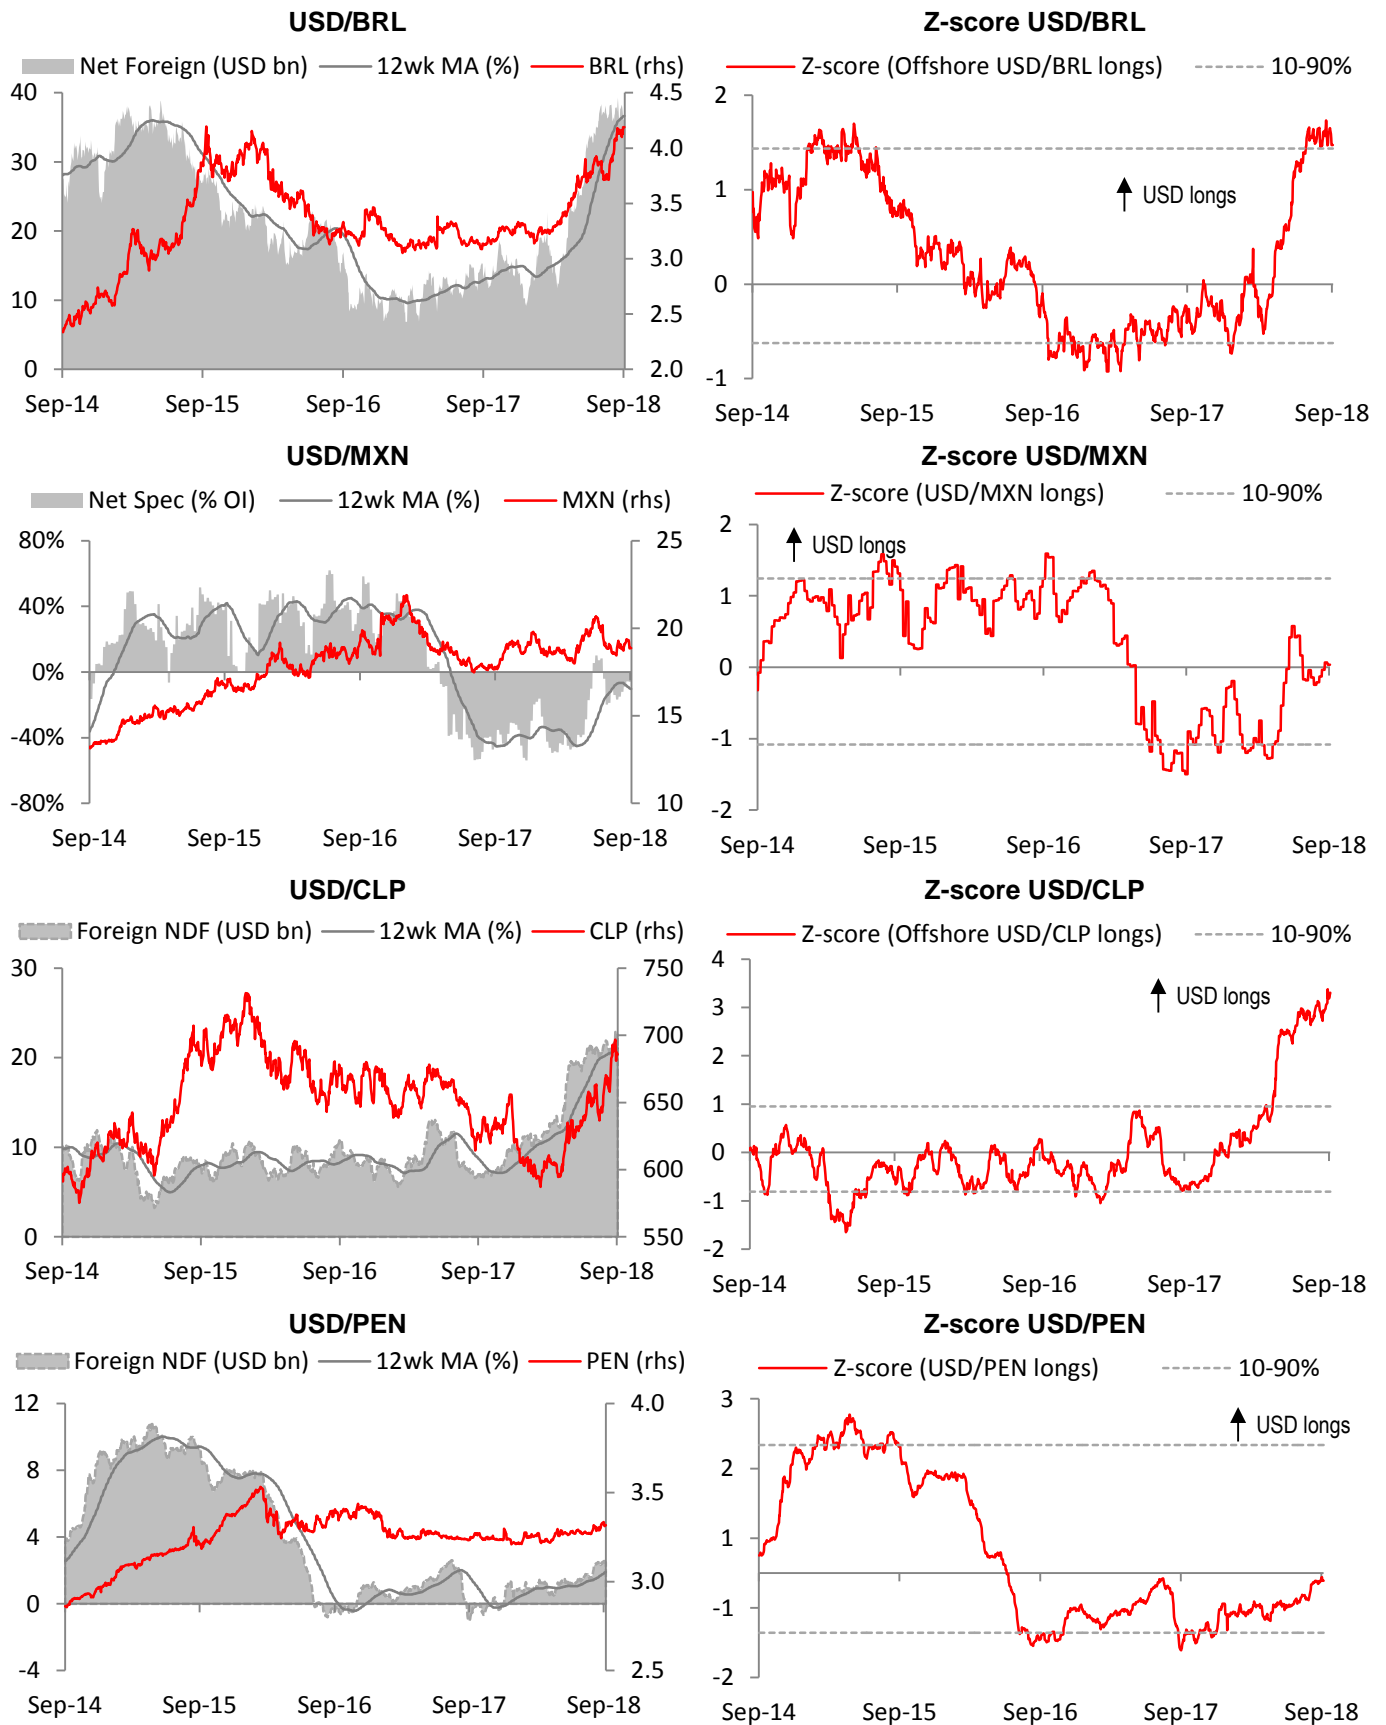 USD/BRL
Net Foreign (USD bn) 12wk MA (%) BRL (rhs)
40 4.5
30 4.0
3.5
20
3.0
10 2.5
0 2.0
Sep-14 Sep-15 Sep-16 Sep-17 Sep-18
Z-score USD/BRL
Z-score (Offshore USD/BRL longs) 10-90%
2
USD longs
1
0
-1
Sep-14 Sep-15 Sep-16 Sep-17 Sep-18
USD/MXN
Net Spec (% OI) 12wk MA (%) MXN (rhs)
80% 25
40% 20
0%
15
-40%
-80% 10
Sep-14 Sep-15 Sep-16 Sep-17 Sep-18
Z-score USD/MXN
Z-score (USD/MXN longs) 10-90%
2
USD longs
1
0
-1
-2
Sep-14 Sep-15 Sep-16 Sep-17 Sep-18
USD/CLP
Foreign NDF (USD bn) 12wk MA (%) CLP (rhs)
30 750
700
20
650
10
600
0 550
Sep-14 Sep-15 Sep-16 Sep-17 Sep-18
Z-score USD/CLP
Z-score (Offshore USD/CLP longs) 10-90%
4
USD longs
3
2
1
0
-1
-2
Sep-14 Sep-15 Sep-16 Sep-17 Sep-18
USD/PEN
Foreign NDF (USD bn) 12wk MA (%) PEN (rhs)
12 4.0
8 3.5
4
3.0
0
-4 2.5
Sep-14 Sep-15 Sep-16 Sep-17 Sep-18
Z-score USD/PEN
Z-score (USD/PEN longs) 10-90%
3
USD longs
2
1
-1
-2
Sep-14 Sep-15 Sep-16 Sep-17 Sep-18